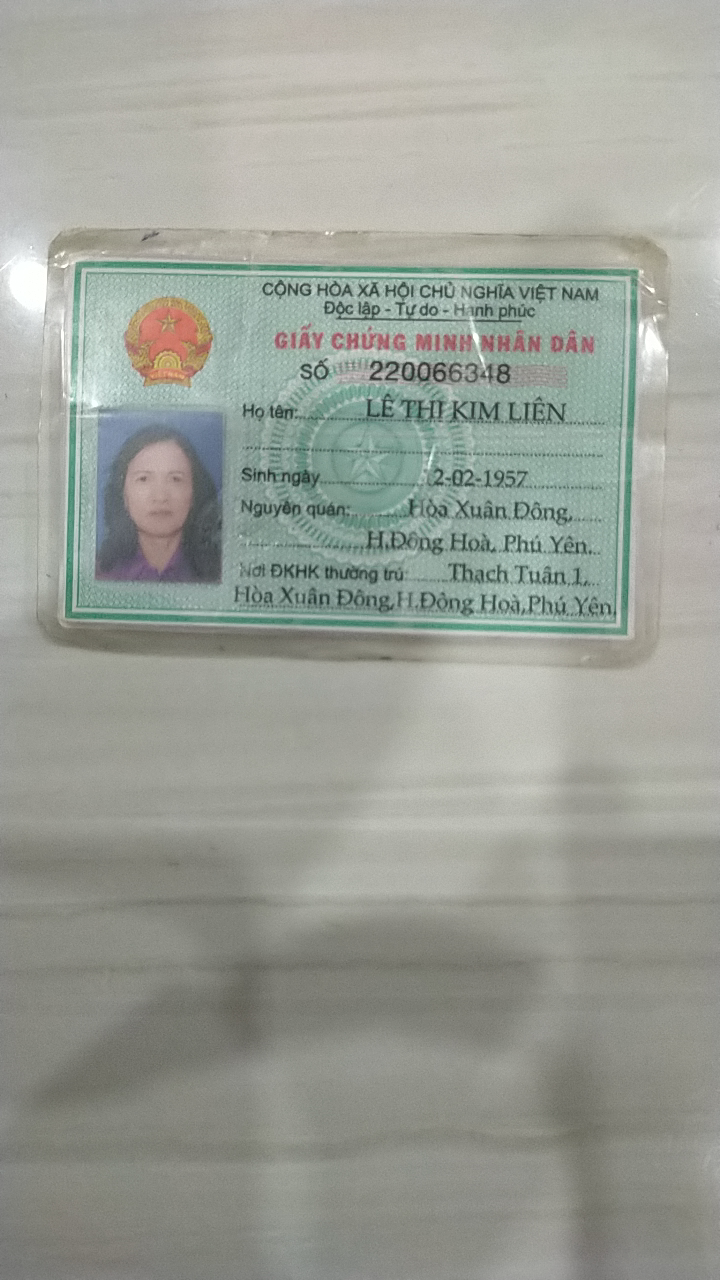 CỘNG HÒA XÃ HỘI CHỦ NGHĨA VIỆT NAM
Độc lập - Tự do - Hạnh phúc
GIẤY CHỨNG MINH NHÂN DÂN
SỐ 220066348
Họ tên: LÊ THỊ KIM LIÊN
Sinh ngày 2-02-1957
Nguyên quán: Hòa Xuân Đông,
H.Đông Hoà, Phú Yên.
Nơi ĐKHK thường trú: Thạch Tuân 1,
Hòa Xuân Đông,H.Đông Hoà,Phú Yên.